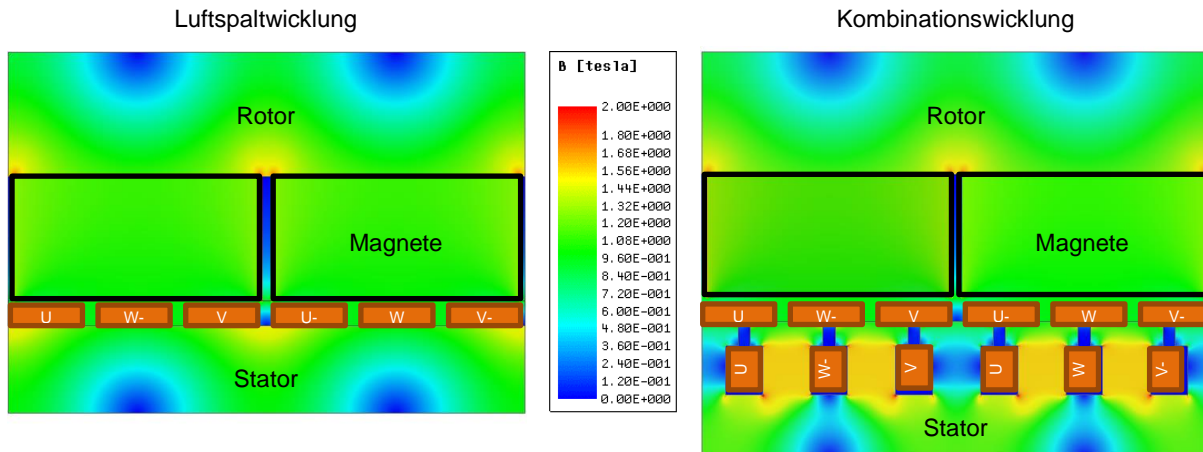 Luftspaltwicklung
Kombinationswicklung
Rotor
Magnete
U W- V U- W V-
Stator
B [tesla]
2.00E+000
1.80E+000
1.68E+000
1.56E+000
1.44E+000
1.32E+000
1.20E+000
1.08E+000
9.60E-001
8.40E-001
7.20E-001
6.00E-001
4.80E-001
3.60E-001
2.40E-001
1.20E-001
0.00E+000
Rotor
Magnete
U W- V U- W V-
U W- V U W V-
Stator